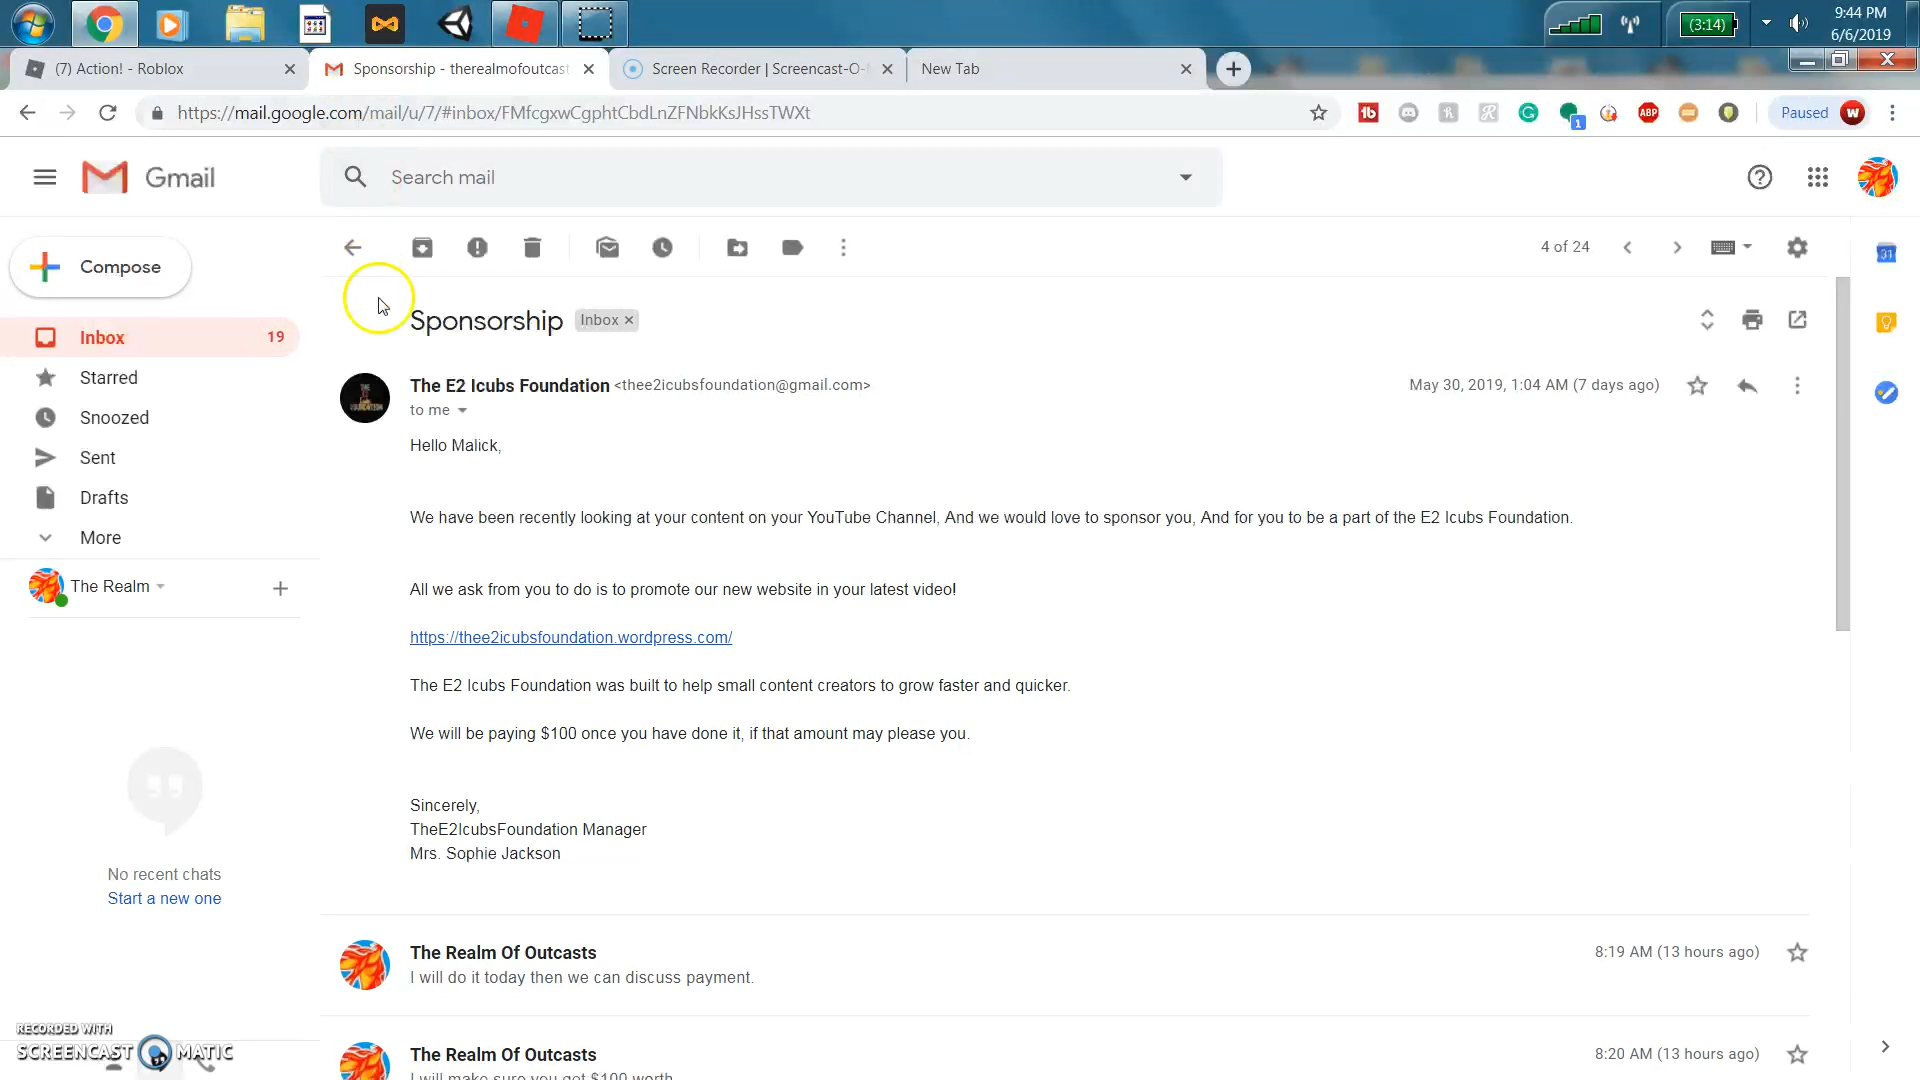 9:44 PM
(3:14)
6/6/2019
(7) Action! - Roblox
Sponsorship - therealmofoutcast
Screen Recorder | Screencast-O-
New Tab
https://mail.google.com/mail/u/7/#inbox/FMfcgxwCgphtCbdLnZFNbkKsJHssTWXt
1
ABP
Paused
W
Gmail
Search mail
Compose
4 of 24
31
Sponsorship
Inbox
Inbox 19
Starred
Snoozed
Sent
Drafts
More
The Realm
The E2 Icubs Foundation <thee2icubsfoundation@gmail.com>
May 30, 2019, 1:04 AM (7 days ago)
to me
Hello Malick,
We have been recently looking at your content on your YouTube Channel, And we would love to sponsor you, And for you to be a part of the E2 Icubs Foundation.
All we ask from you to do is to promote our new website in your latest video!
https://thee2icubsfoundation.wordpress.com/
The E2 Icubs Foundation was built to help small content creators to grow faster and quicker.
We will be paying $100 once you have done it, if that amount may please you.
Sincerely,
TheE2IcubsFoundation Manager
Mrs. Sophie Jackson
No recent chats
Start a new one
The Realm Of Outcasts
8:19 AM (13 hours ago)
I will do it today then we can discuss payment.
The Realm Of Outcasts
8:20 AM (13 hours ago)
I will make sure you get $100 worth
RECORDED WITH
SCREENCAST MATIC